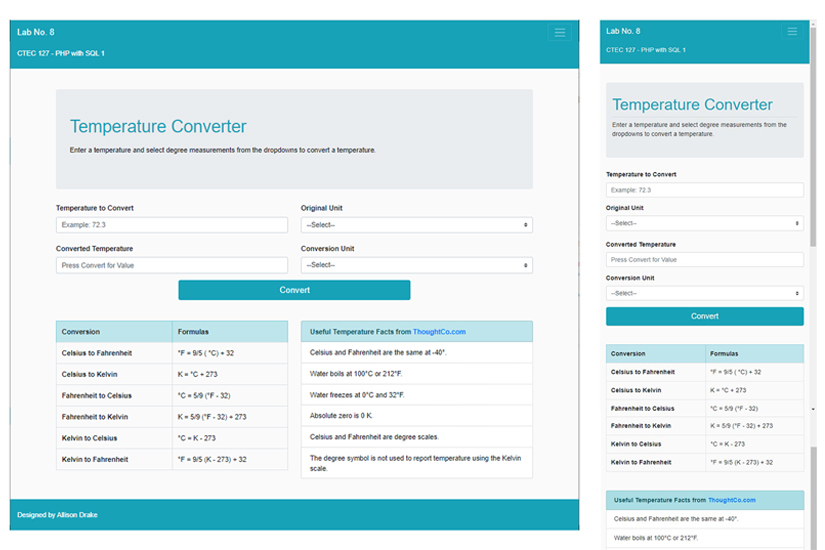 Lab No. 8
CTEC 127 - PHP with SQL 1
Temperature Converter
Enter a temperature and select degree measurements from the dropdowns to convert a temperature.
Temperature to Convert
Original Unit
Example: 72.3
--Select--
Converted Temperature
Conversion Unit
Press Convert for Value
--Select--
Convert
Conversion Formulas
Celsius to Fahrenheit °F = 9/5 ( °C) + 32
Celsius to Kelvin K = °C + 273
Fahrenheit to Celsius °C = 5/9 (°F - 32)
Fahrenheit to Kelvin K = 5/9 (°F - 32) + 273
Kelvin to Celsius °C = K - 273
Kelvin to Fahrenheit °F = 9/5 (K - 273) + 32
Useful Temperature Facts from ThoughtCo.com
Celsius and Fahrenheit are the same at -40°.
Water boils at 100°C or 212°F.
Water freezes at 0°C and 32°F.
Absolute zero is 0 K.
Celsius and Fahrenheit are degree scales.
The degree symbol is not used to report temperature using the Kelvin
scale.
Designed by Allison Drake
Lab No. 8
CTEC 127 - PHP with SQL 1
Temperature Converter
Enter a temperature and select degree measurements from the
dropdowns to convert a temperature.
Temperature to Convert
Example: 72.3
Original Unit
--Select--
Converted Temperature
Press Convert for Value
Conversion Unit
--Select--
Convert
Conversion Formulas
Celsius to Fahrenheit °F = 9/5 ( °C) + 32
Celsius to Kelvin K = °C + 273
Fahrenheit to Celsius °C = 5/9 (°F - 32)
Fahrenheit to Kelvin K = 5/9 (°F - 32) + 273
Kelvin to Celsius °C = K - 273
Kelvin to Fahrenheit °F = 9/5 (K - 273) + 32
Useful Temperature Facts from ThoughtCo.com
Celsius and Fahrenheit are the same at -40°.
Water boils at 100°C or 212°F.